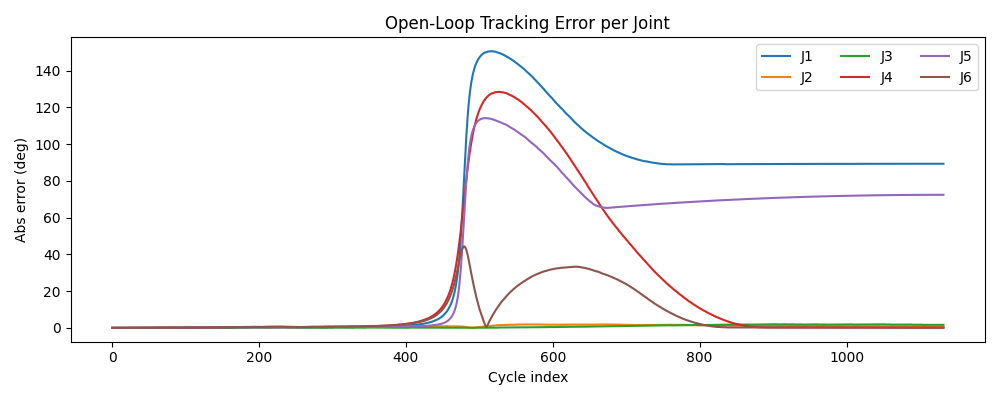 Open-Loop Tracking Error per Joint
Abs error (deg)
140
120
100
80
60
40
20
0
J1 J3 J5
J2 J4 J6
0 200 400 600 800 1000
Cycle index